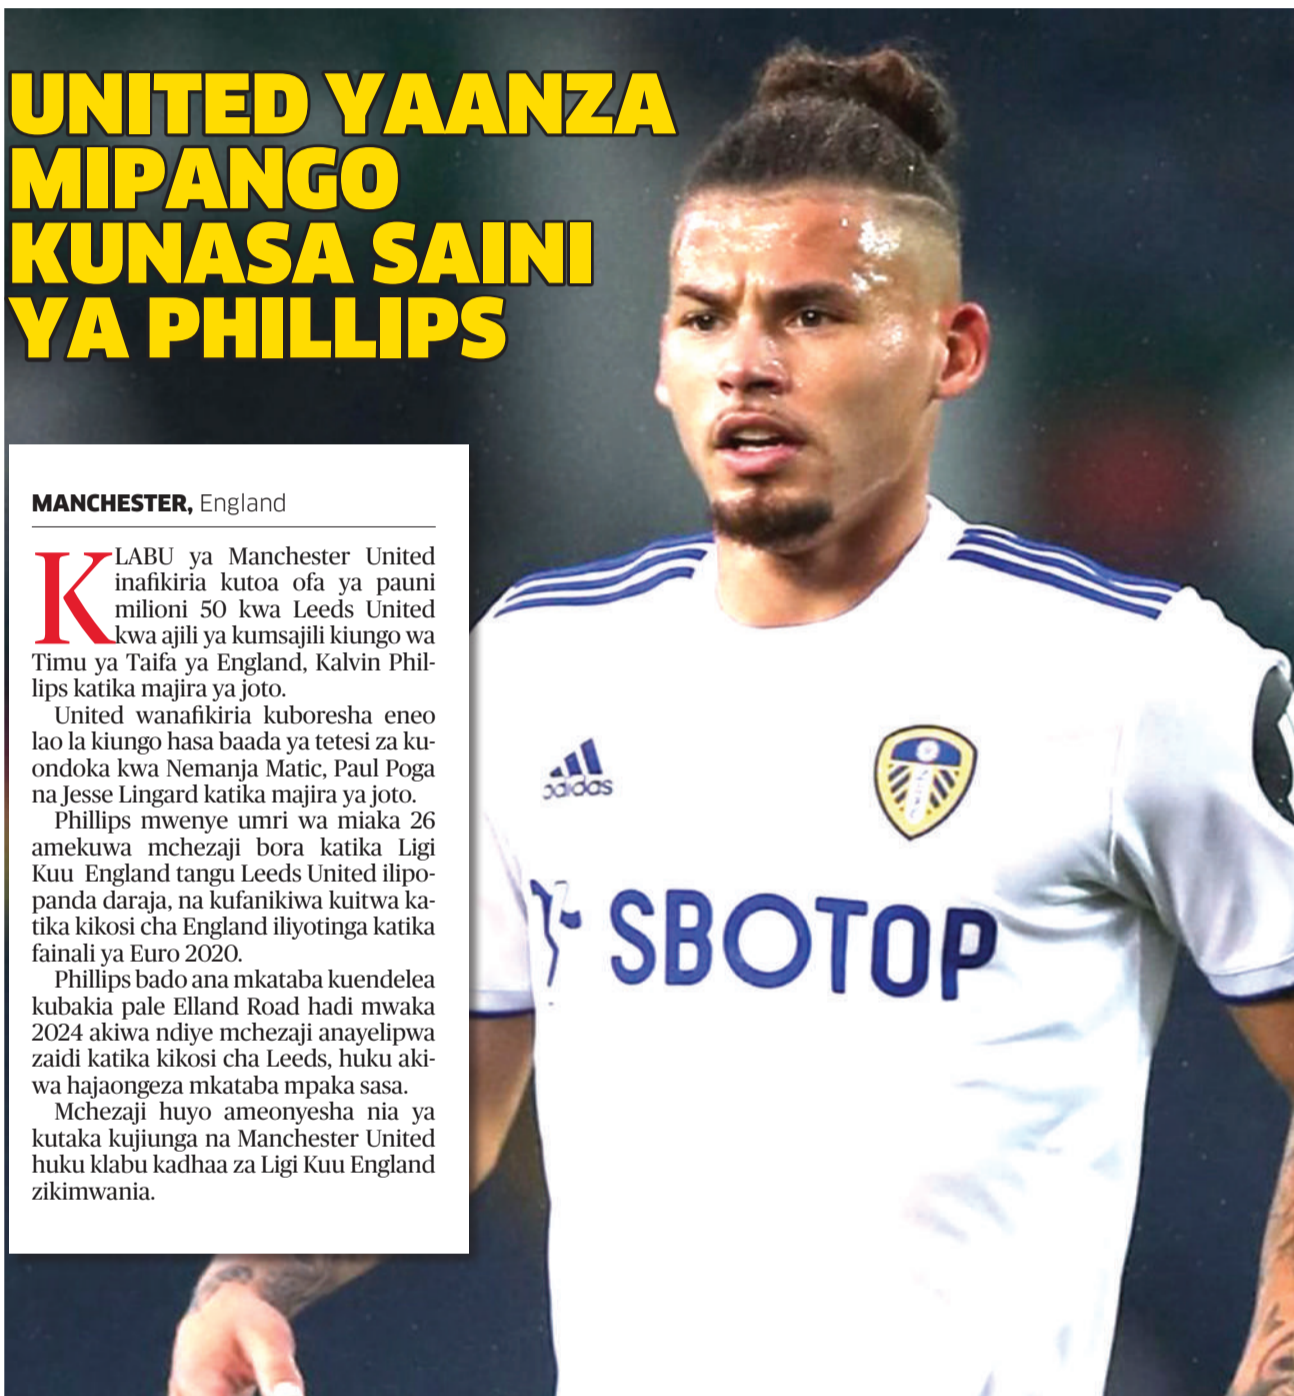 UNITED YAANZA
MIPANGO
KUNASA SAINI
YA PHILLIPS
MANCHESTER, England
KLABU ya Manchester United
inafikiria kutoa ofa ya pauni
milioni 50 kwa Leeds United
kwa ajili ya kumsajili kiungo wa
Timu ya Taifa ya England, Kalvin Phil-
lips katika majira ya joto.
United wanafikiria kuboresha eneo
lao la kiungo hasa baada ya tetesi za ku-
ondoka kwa Nemanja Matic, Paul Poga
na Jesse Lingard katika majira ya joto.
Phillips mwenye umri wa miaka 26
amekuwa mchezaji bora katika Ligi
Kuu England tangu Leeds United ilipo-
panda daraja, na kufanikiwa kuitwa ka-
tika kikosi cha England iliyotinga katika
fainali ya Euro 2020.
Phillips bado ana mkataba kuendelea
kubakia pale Elland Road hadi mwaka
2024 akiwa ndiye mchezaji anayelipwa
zaidi katika kikosi cha Leeds, huku aki-
wa hajaongeza mkataba mpaka sasa.
Mchezaji huyo ameonyesha nia ya
kutaka kujiunga na Manchester United
huku klabu kadhaa za Ligi Kuu England
zikimwania.
adidas
SBOTOP